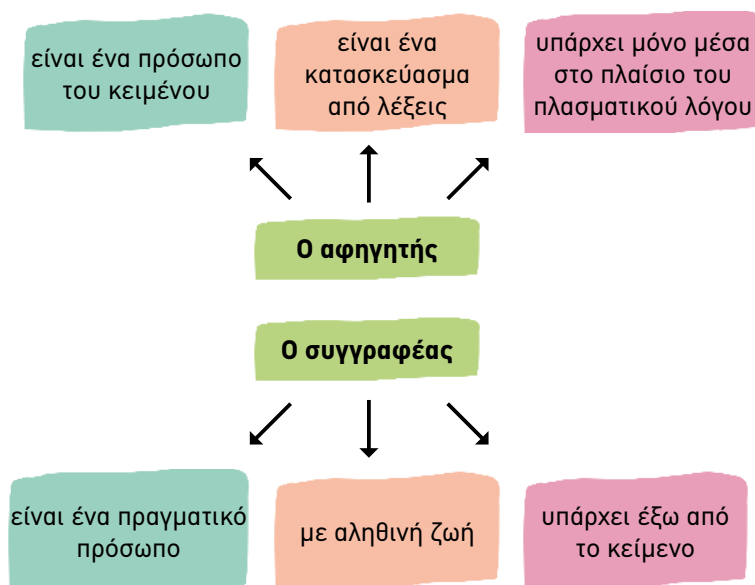 είναι ένα πρόσωπο
του κειμένου
είναι ένα
κατασκεύασμα
από λέξεις
υπάρχει μόνο μέσα
στο πλαίσιο του
πλασματικού λόγου
Ο αφηγητής
Ο συγγραφέας
είναι ένα πραγματικό
πρόσωπο
με αληθινή ζωή
υπάρχει έξω από
το κείμενο